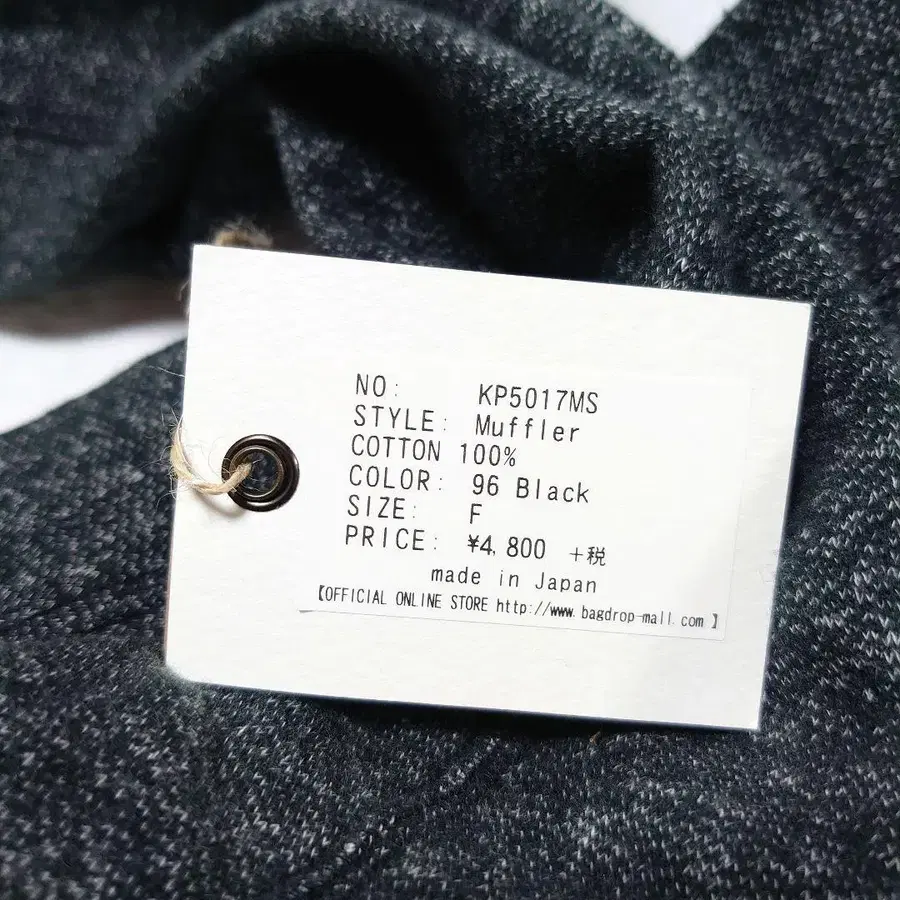 NO: KP5017MS
STYLE: Muffler
COTTON 100%
COLOR: 96 Black
SIZE: F
PRICE: ¥4,800 +税
made in Japan
【OFFICIAL ONLINE STORE http://www.bagdrop-mall.com 】